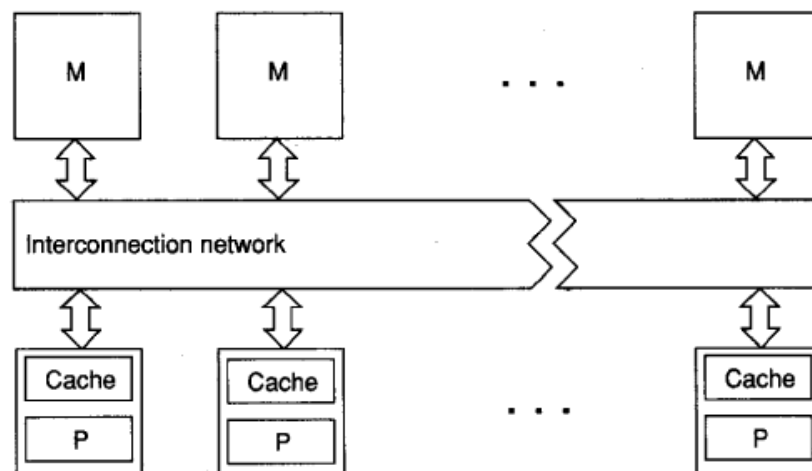 M M . . . M
Interconnection network
Cache Cache Cache
P P . . . P